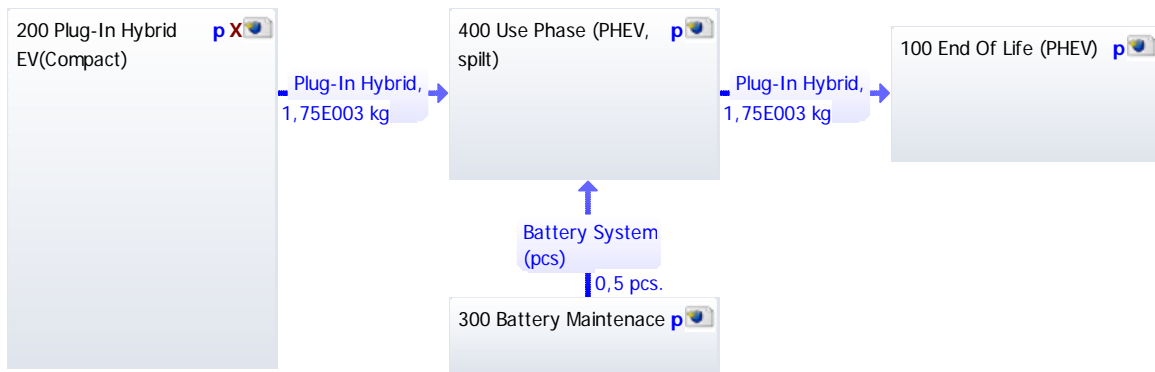 200 Plug-In Hybrid p X
EV(Compact)
Plug-In Hybrid,
1,75E003 kg
400 Use Phase (PHEV, p
spilt)
Plug-In Hybrid,
1,75E003 kg
100 End Of Life (PHEV) p
Battery System
(pcs)
0,5 pcs.
300 Battery Maintenace p